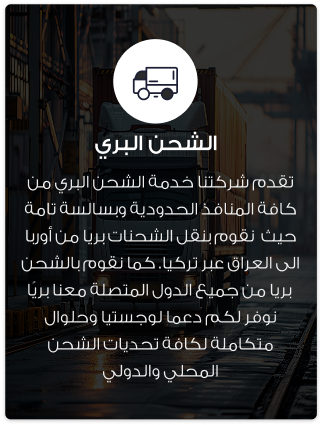 الشحن البري
تقدم شركتنا خدمة الشحن البري من
كافة المنافذ الحدودية وبسالسة تامة
حيث نقوم بنقل الشحنات بريا من أوربا
الى العراق عبر تركيا. كما نقوم بالشحن
بريا من جميع الدول المتصلة معنا بريًا
نوفر لكم دعما لوجستيا وحلوال
متكاملة لكافة تحديات الشحن
المحلي والدولي